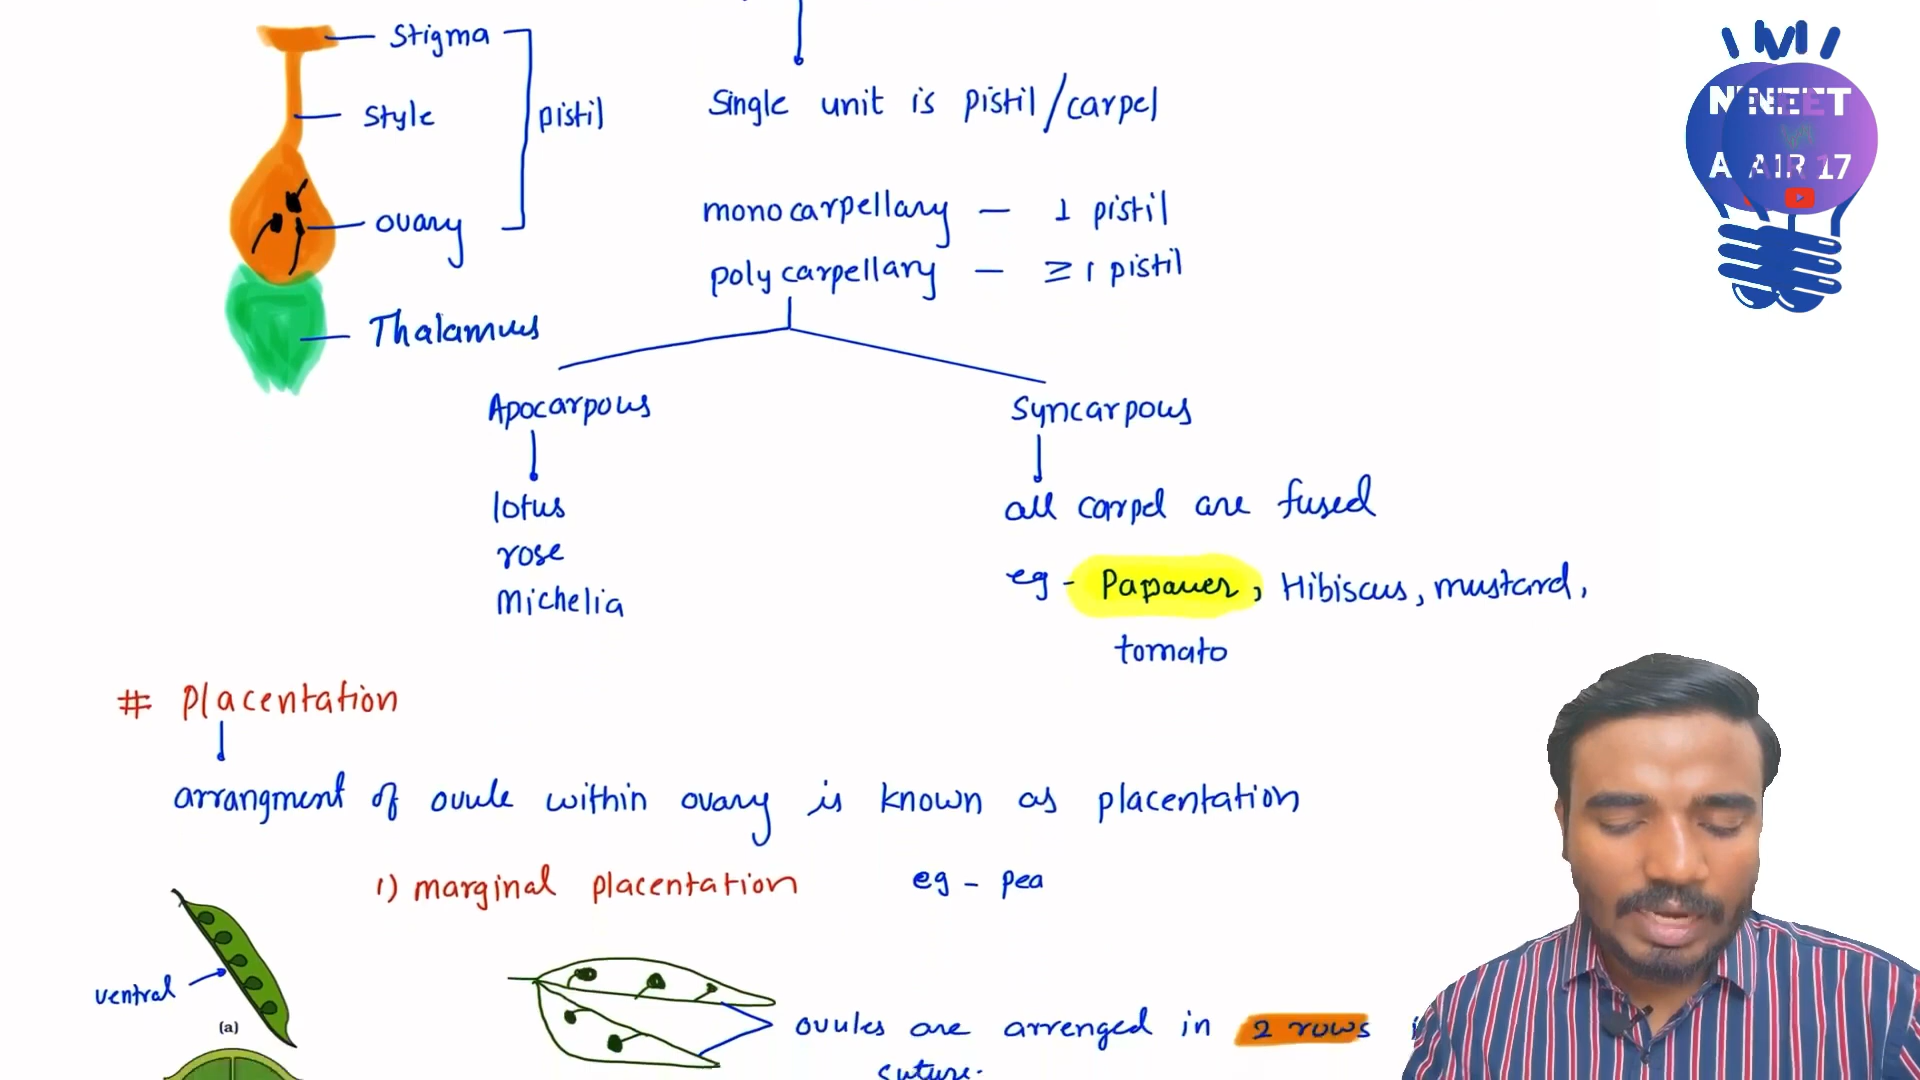 Stigma
Style
pistil
ovary
Thalamus
Single unit is pistil/carpel
monocarpellary — 1 pistil
polycarpellary — ≥1 pistil
Apocarpous
lotus
rose
Michelia
Syncarpous
all carpel are fused
eg - Papaver, Hibiscus, mustard,
tomato
# Placentation
arrangment of ovule within ovary is known as placentation
1) marginal placentation eg - pea
ventral
(a)
ovules are arrenged in 2 rows
suture.
NEET
AIR 17